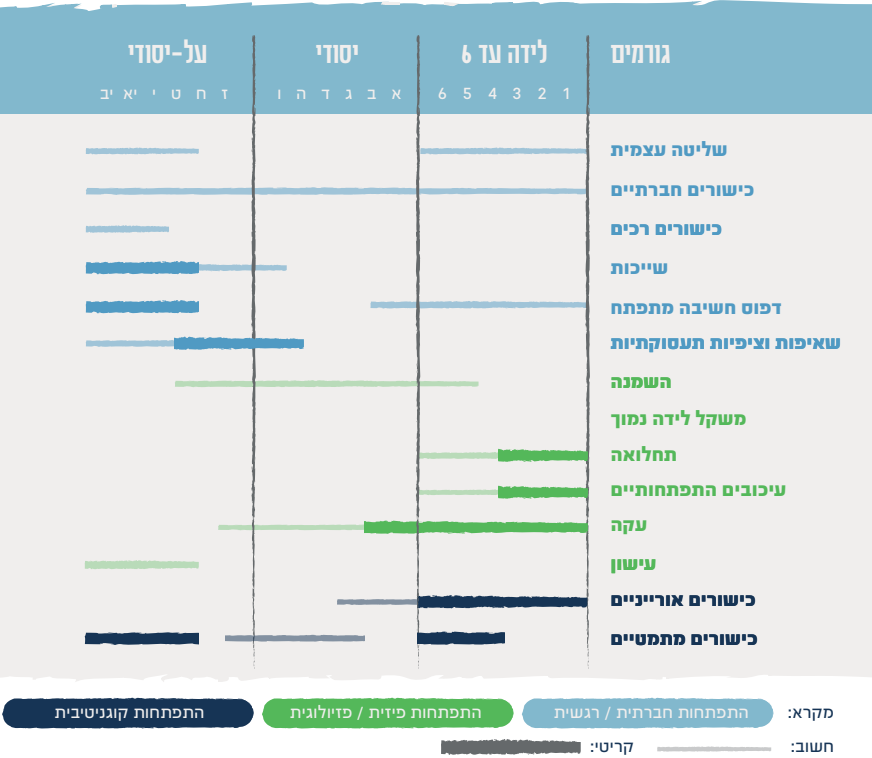 גורמים לידה עד 6 יסודי על-יסודי
1 2 3 4 5 6 א ב ג ד ה ו ז ח ט י יא יב
שליטה עצמית
כישורים חברתיים
כישורים רכים
שייכות
דפוס חשיבה מתפתח
שאיפות וציפיות תעסוקתיות
השמנה
משקל לידה נמוך
תחלואה
עיכובים התפתחותיים
עקה
עישון
כישורים אורייניים
כישורים מתמטיים
מקרא: התפתחות חברתית / רגשית התפתחות פיזית / פזיולוגית התפתחות קוגניטיבית
חשוב: קריטי: